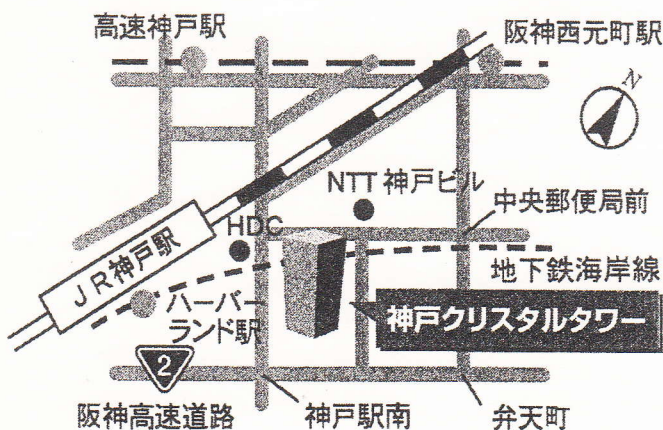 高速神戸駅
阪神西元町駅
N
NTT 神戸ビル
中央郵便局前
HDC
JR神戸駅
地下鉄海岸線
ハーバー
ランド駅
神戸クリスタルタワー
2
阪神高速道路
神戸駅南
弁天町